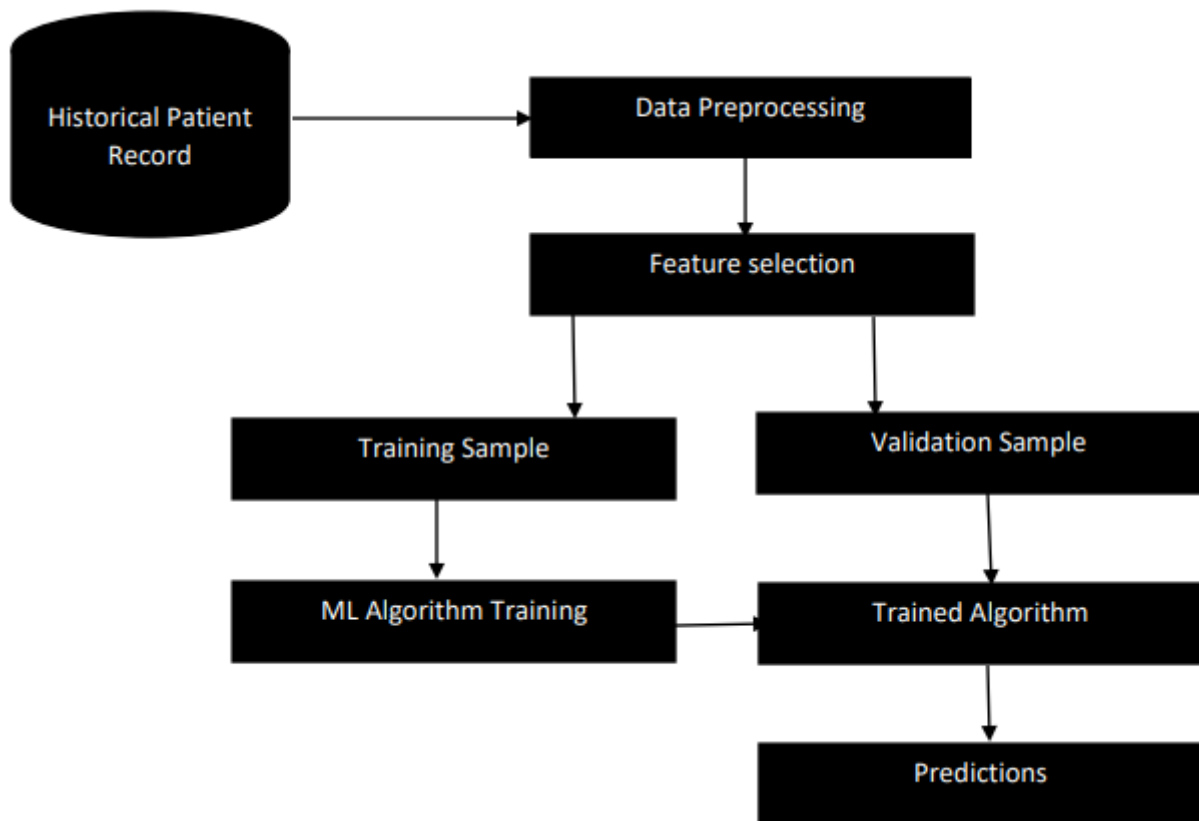 Historical Patient
Record
Data Preprocessing
Feature selection
Training Sample
Validation Sample
ML Algorithm Training
Trained Algorithm
Predictions